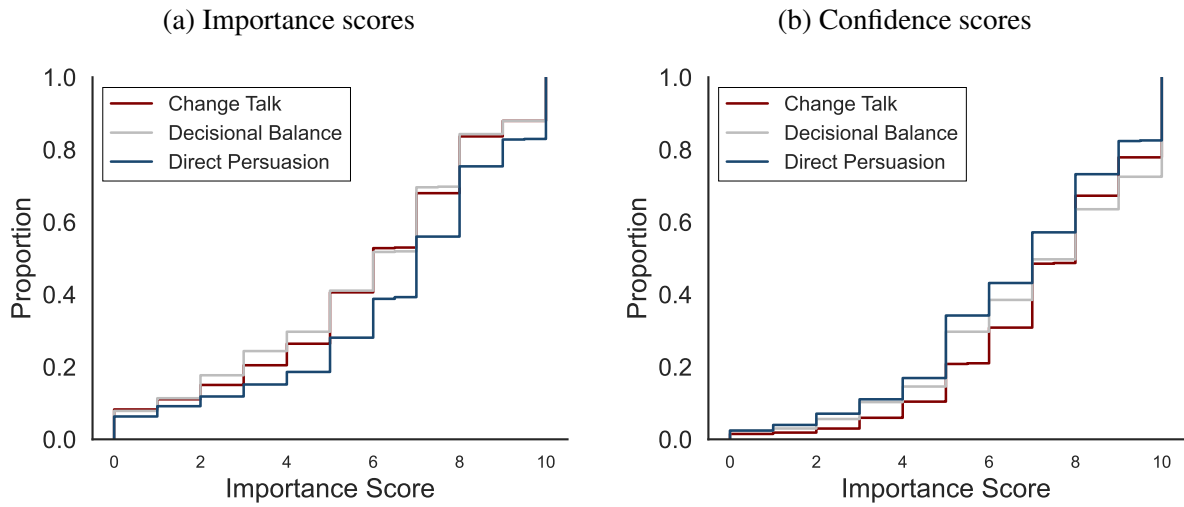 (a) Importance scores
1.0
0.8
0.6
0.4
0.2
0.0
Proportion
Change Talk
Decisional Balance
Direct Persuasion
0 2 4 6 8 10
Importance Score
(b) Confidence scores
1.0
0.8
0.6
0.4
0.2
0.0
Proportion
Change Talk
Decisional Balance
Direct Persuasion
0 2 4 6 8 10
Importance Score